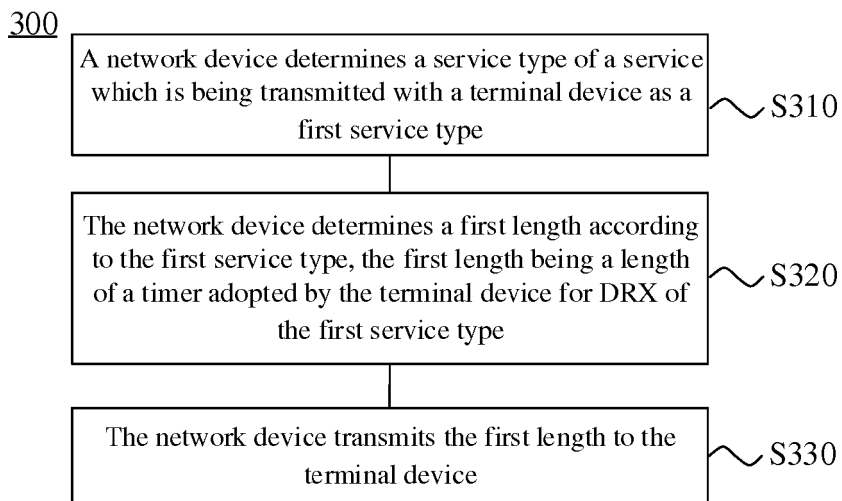 300
A network device determines a service type of a service
which is being transmitted with a terminal device as a
first service type
S310
The network device determines a first length according
to the first service type, the first length being a length
of a timer adopted by the terminal device for DRX of
the first service type
S320
The network device transmits the first length to the
terminal device
S330